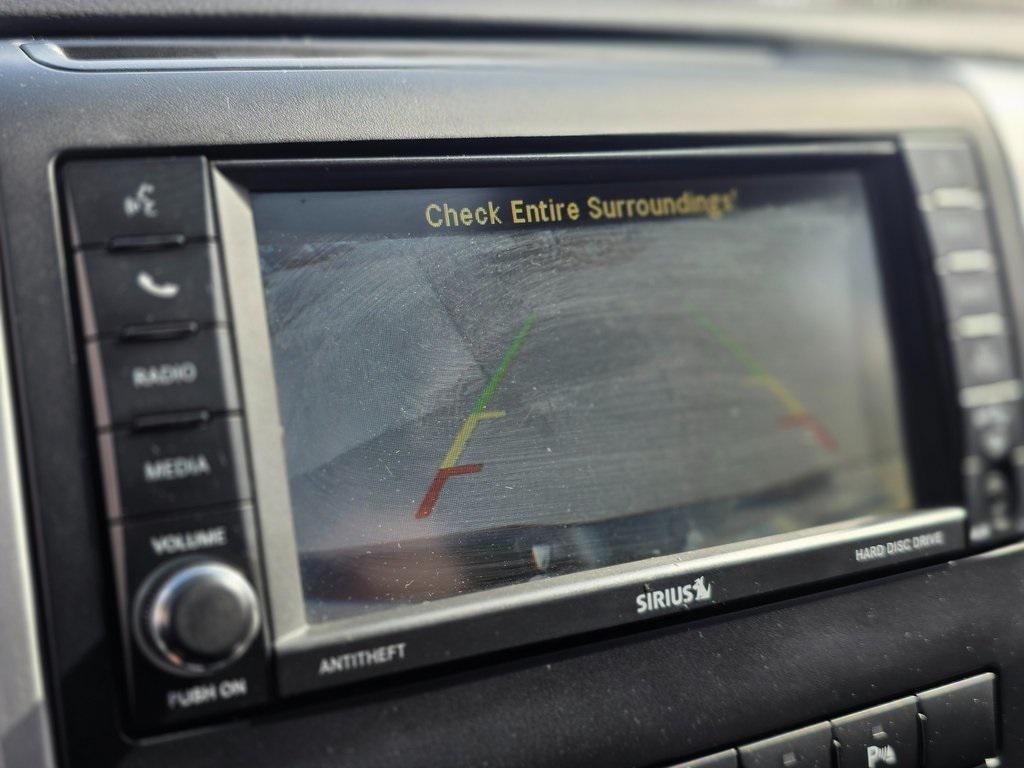 Check Entire Surroundings
RADIO
MEDIA
VOLUME
PUSH ON
ANTITHEFT
SIRIUS
HARD DISC DRIVE
P